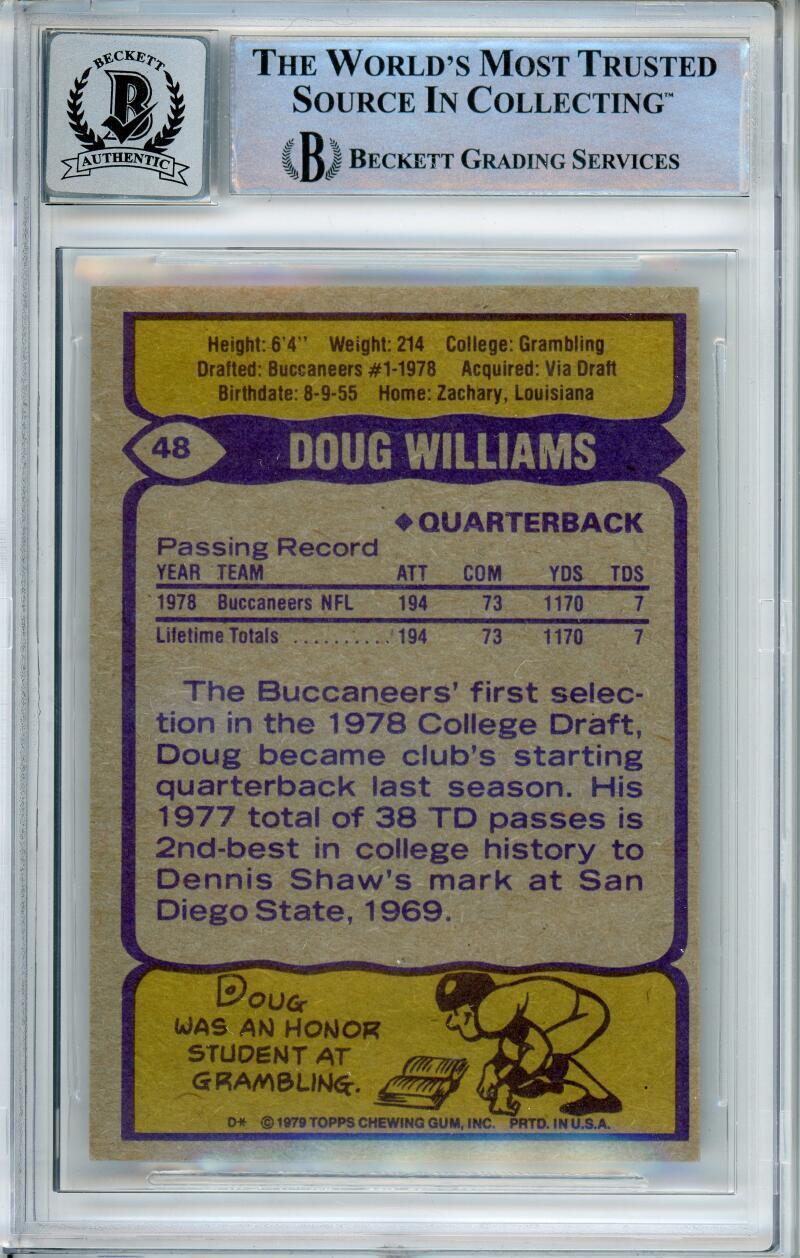 BECKETT
B
AUTHENTIC
THE WORLD'S MOST TRUSTED
SOURCE IN COLLECTING™
B BECKETT GRADING SERVICES
Height: 6'4'' Weight: 214 College: Grambling
Drafted: Buccaneers #1-1978 Acquired: Via Draft
Birthdate: 8-9-55 Home: Zachary, Louisiana
48 DOUG WILLIAMS
◆QUARTERBACK
Passing Record
YEAR TEAM ATT COM YDS TDS
1978 Buccaneers NFL 194 73 1170 7
Lifetime Totals .......... 194 73 1170 7
The Buccaneers' first selec-
tion in the 1978 College Draft,
Doug became club's starting
quarterback last season. His
1977 total of 38 TD passes is
2nd-best in college history to
Dennis Shaw's mark at San
Diego State, 1969.
DOUG
WAS AN HONOR
STUDENT AT
GRAMBLING.
D* © 1979 TOPPS CHEWING GUM, INC. PRTD. IN U.S.A.